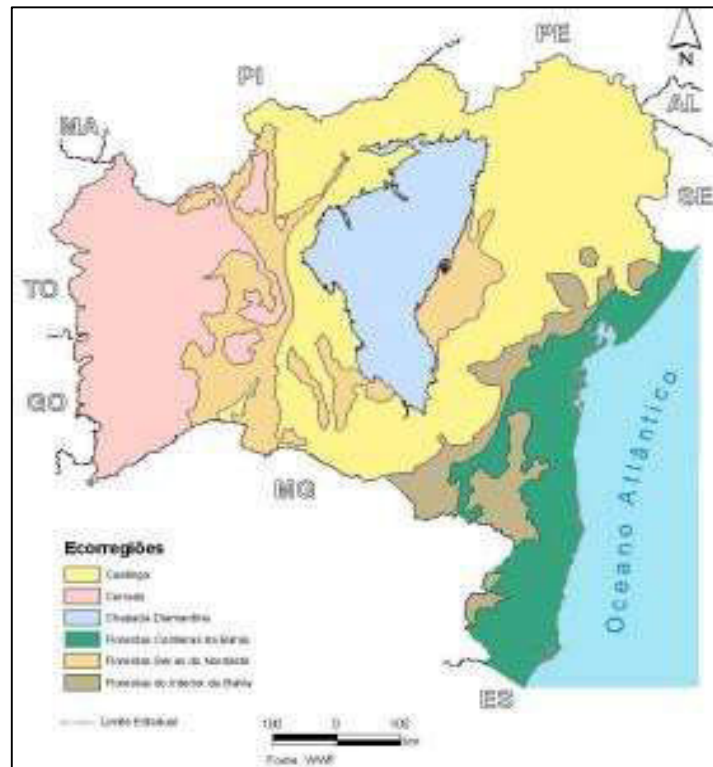 PE
N
PI
AL
MA
SE
TO
GO
MG
Oceano Atlântico
Ecorregiões
Caatinga
Cerrado
Chapada Diamantina
Florestas Costeiras da Bahia
Florestas Secas do Nordeste
Florestas do Interior da Bahia
ES
Limite Estadual
100 0 100
Km
Fonte: WWF